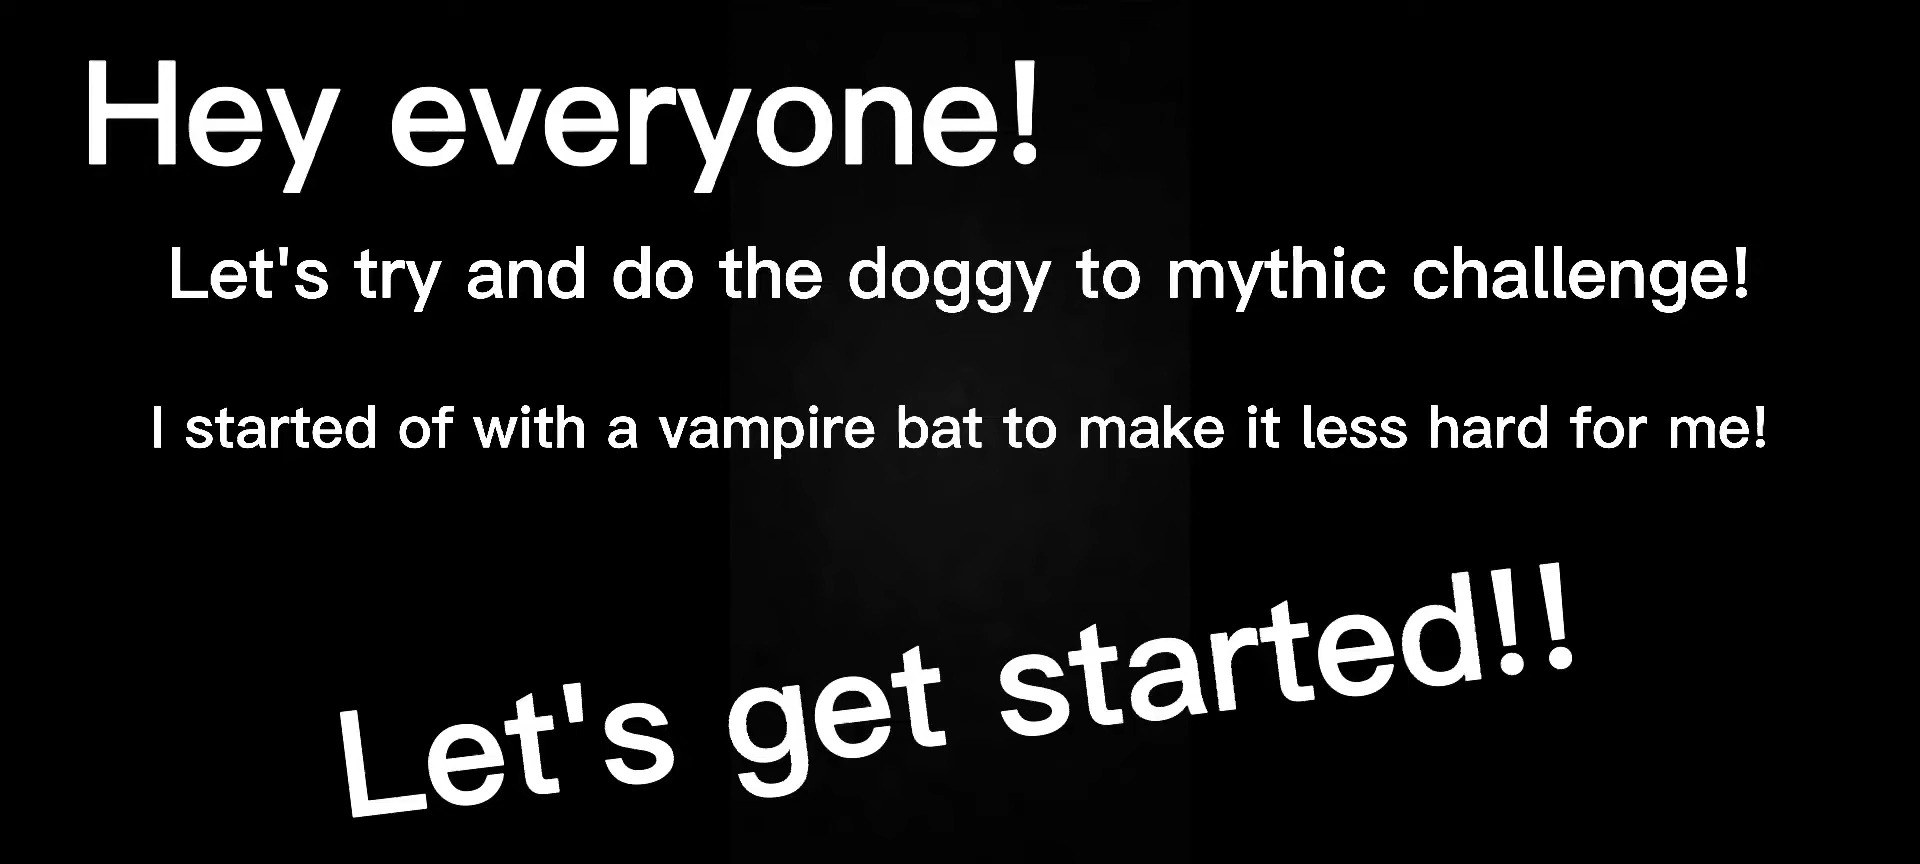 Hey everyone!
Let's try and do the doggy to mythic challenge!
I started of with a vampire bat to make it less hard for me!
Let's get started!!